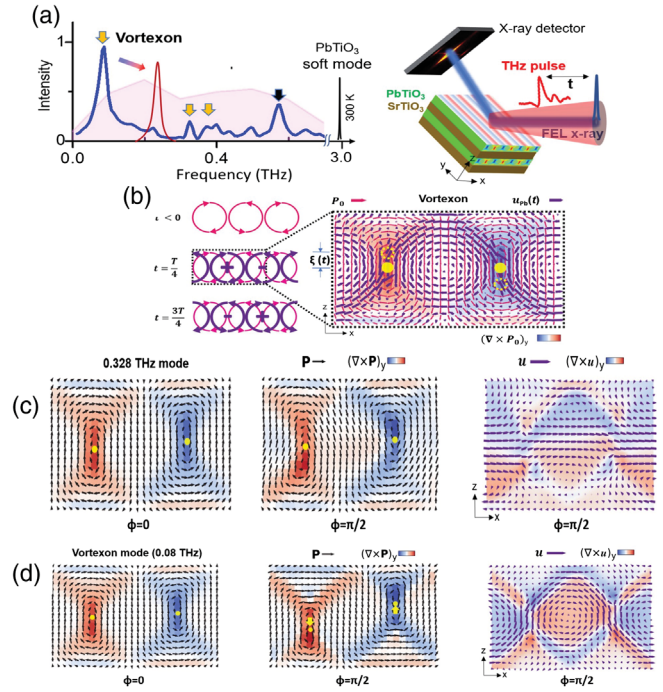 (a)
Vortexon
PbTiO3
soft mode
300 K
1
Intensity
0
0.0
0.4
3.0
Frequency (THz)
X-ray detector
THz pulse
t
PbTiO3
SrTiO3
FEL x-ray
y
z
x
(b)
P0
Vortexon
uPb(t)
t < 0
t = T/4
t = 3T/4
ξ (t)
z
x
(∇ × P0)y
(c)
0.328 THz mode
P
(∇×P)y
u
(∇×u)y
z
x
ϕ=0
ϕ=π/2
ϕ=π/2
(d)
Vortexon mode (0.08 THz)
P
(∇×P)y
u
(∇×u)y
z
x
ϕ=0
ϕ=π/2
ϕ=π/2